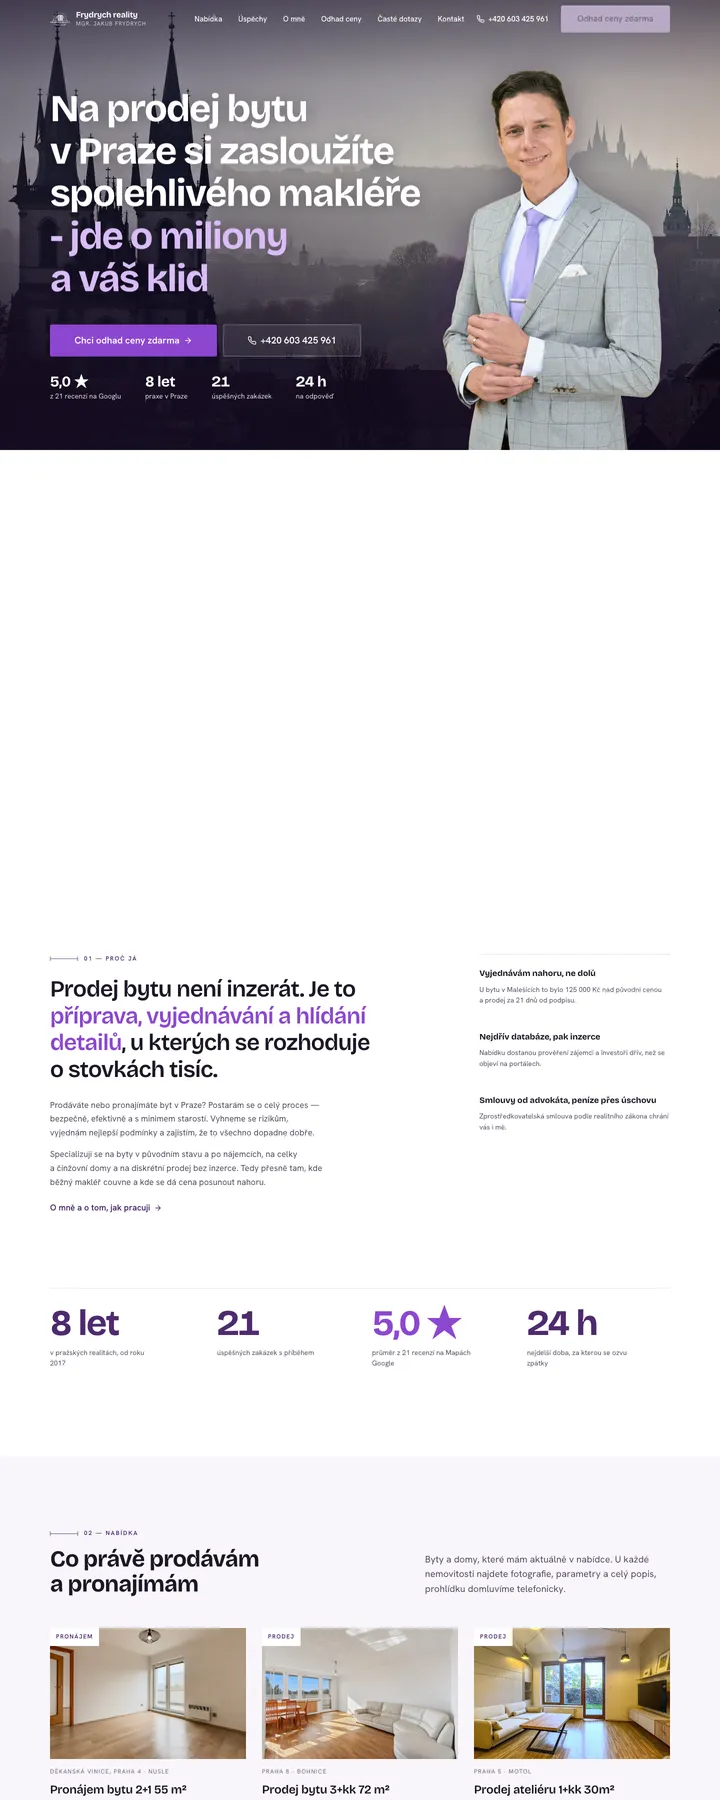 Frydrych reality
MGR. JAKUB FRYDRYCH
Nabídka
Úspěchy
O mně
Odhad ceny
Časté dotazy
Kontakt
+420 603 425 961
Odhad ceny zdarma
Na prodej bytu
v Praze si zasloužíte
spolehlivého makléře
- jde o miliony
a váš klid
Chci odhad ceny zdarma →
+420 603 425 961
5,0 ★
z 21 recenzí na Googlu
8 let
praxe v Praze
21
úspěšných zakázek
24 h
na odpověď
01 — PROČ JÁ
Prodej bytu není inzerát. Je to
příprava, vyjednávání a hlídání
detailů, u kterých se rozhoduje
o stovkách tisíc.
Prodáváte nebo pronajímáte byt v Praze? Postarám se o celý proces —
bezpečně, efektivně a s minimem starostí. Vyhneme se rizikům,
vyjednám nejlepší podmínky a zajistím, že to všechno dopadne dobře.
Specializuji se na byty v původním stavu a po nájemcích, na celky
a činžovní domy a na diskrétní prodej bez inzerce. Tedy přesně tam, kde
běžný makléř couvne a kde se dá cena posunout nahoru.
O mně a o tom, jak pracuji →
Vyjednávám nahoru, ne dolů
U bytu v Malešicích to bylo 125 000 Kč nad původní cenou
a prodej za 21 dnů od podpisu.
Nejdřív databáze, pak inzerce
Nabídku dostanou prověření zájemci a investoři dřív, než se
objeví na portálech.
Smlouvy od advokáta, peníze přes úschovu
Zprostředkovatelská smlouva podle realitního zákona chrání
vás i mě.
8 let
v pražských realitách, od roku
2017
21
úspěšných zakázek s příběhem
5,0 ★
průměr z 21 recenzí na Mapách
Google
24 h
nejdelší doba, za kterou se ozvu
zpátky
02 — NABÍDKA
Co právě prodávám
a pronajímám
Byty a domy, které mám aktuálně v nabídce. U každé
nemovitosti najdete fotografie, parametry a celý popis,
prohlídku domluvíme telefonicky.
PRONÁJEM
PRODEJ
PRODEJ
DĚKANSKÁ VINICE, PRAHA 4 - NUSLE
Pronájem bytu 2+1 55 m²
PRAHA 8 - BOHNICE
Prodej bytu 3+kk 72 m²
PRAHA 5 - MOTOL
Prodej ateliéru 1+kk 30m²